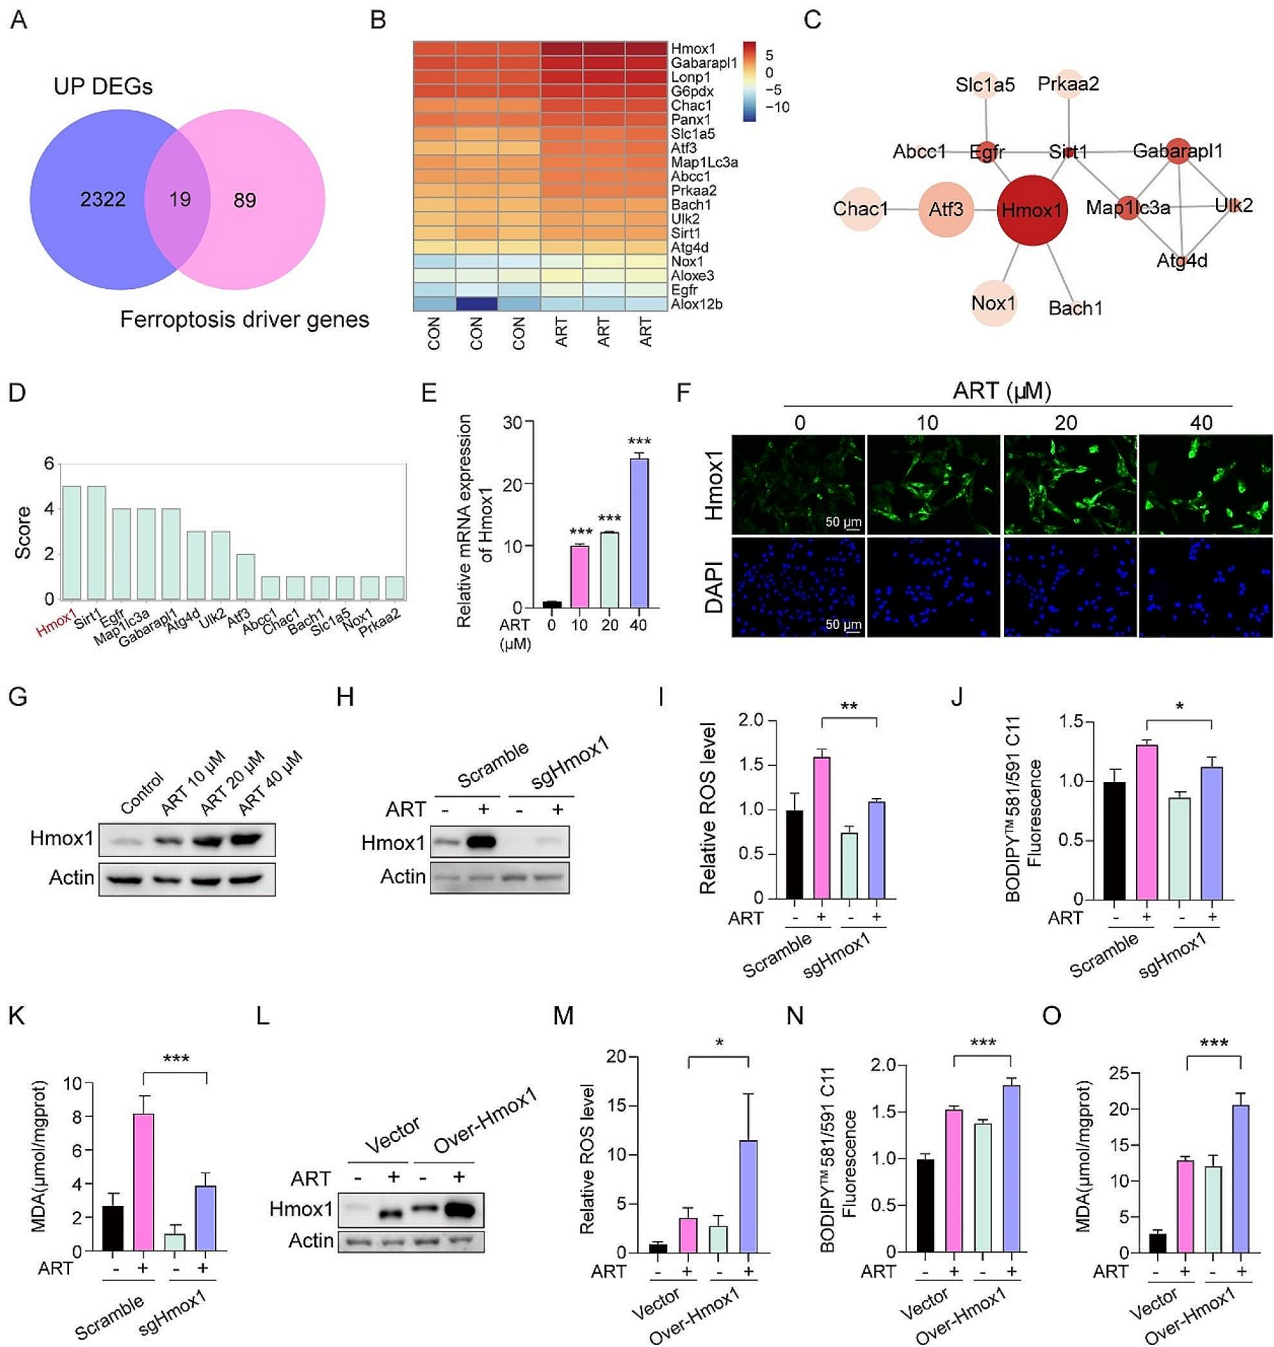 A
UP DEGs
2322
19
89
Ferroptosis driver genes
B
Hmox1
Gabarapl1
Lonp1
G6pdx
Chac1
Panx1
Slc1a5
Atf3
Map1Lc3a
Abcc1
Prkaa2
Bach1
Ulk2
Sirt1
Atg4d
Nox1
Aloxe3
Egfr
Alox12b
CON CON CON ART ART ART
5
0
−5
−10
C
Slc1a5 Prkaa2
Abcc1 Egfr Sirt1 Gabarapl1
Chac1 Atf3 Hmox1 Map1lc3a Ulk2
Atg4d
Nox1 Bach1
D
Score
6
4
2
0
Hmox1 Sirt1 Egfr Map1lc3a Gabarapl1 Atg4d Ulk2 Atf3 Abcc1 Chac1 Bach1 Slc1a5 Nox1 Prkaa2
E
Relative mRNA expression
of Hmox1
30
20
10
0
*** *** ***
0 10 20 40
ART
(µM)
F
ART (µM)
0 10 20 40
Hmox1
50 µm
DAPI
50 µm
G
Control ART 10 µM ART 20 µM ART 40 µM
Hmox1
Actin
H
Scramble sgHmox1
ART - + - +
Hmox1
Actin
I
Relative ROS level
2.0
1.5
1.0
0.5
0
**
ART - + - +
Scramble sgHmox1
J
BODIPY™ 581/591 C11
Fluorescence
1.5
1.0
0.5
0
*
ART - + - +
Scramble sgHmox1
K
MDA(µmol/mgprot)
10
8
6
4
2
0
***
ART - + - +
Scramble sgHmox1
L
Vector Over-Hmox1
ART - + - +
Hmox1
Actin
M
Relative ROS level
20
15
10
5
0
*
ART - + - +
Vector Over-Hmox1
N
BODIPY™ 581/591 C11
Fluorescence
2.0
1.5
1.0
0.5
0
***
ART - + - +
Vector Over-Hmox1
O
MDA(µmol/mgprot)
25
20
15
10
5
0
***
ART - + - +
Vector Over-Hmox1